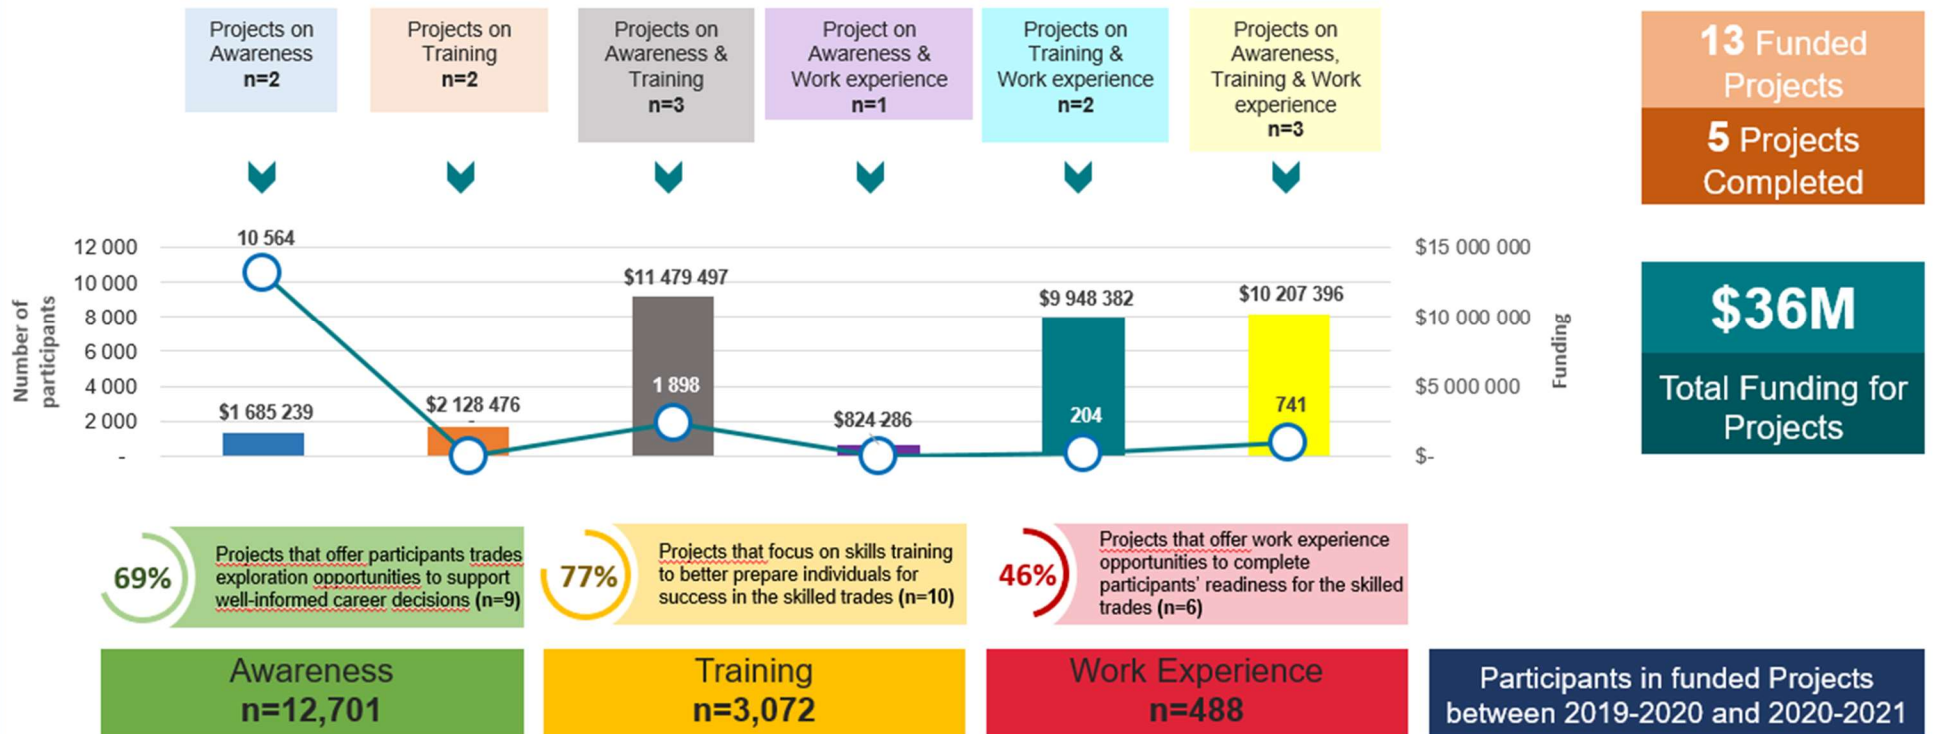 Projects on
Awareness
n=2
Projects on
Training
n=2
Projects on
Awareness &
Training
n=3
Project on
Awareness &
Work experience
n=1
Projects on
Training &
Work experience
n=2
Projects on
Awareness,
Training & Work
experience
n=3
13 Funded
Projects
5 Projects
Completed
$36M
Total Funding for
Projects
Number of
participants
12 000
10 000
8 000
6 000
4 000
2 000
-
10 564
$1 685 239
$2 128 476
-
$11 479 497
1 898
$824 286
$9 948 382
204
$10 207 396
741
$15 000 000
$10 000 000
$5 000 000
$-
Funding
69%
Projects that offer participants trades
exploration opportunities to support
well-informed career decisions (n=9)
77%
Projects that focus on skills training
to better prepare individuals for
success in the skilled trades (n=10)
46%
Projects that offer work experience
opportunities to complete
participants' readiness for the skilled
trades (n=6)
Awareness
n=12,701
Training
n=3,072
Work Experience
n=488
Participants in funded Projects
between 2019-2020 and 2020-2021